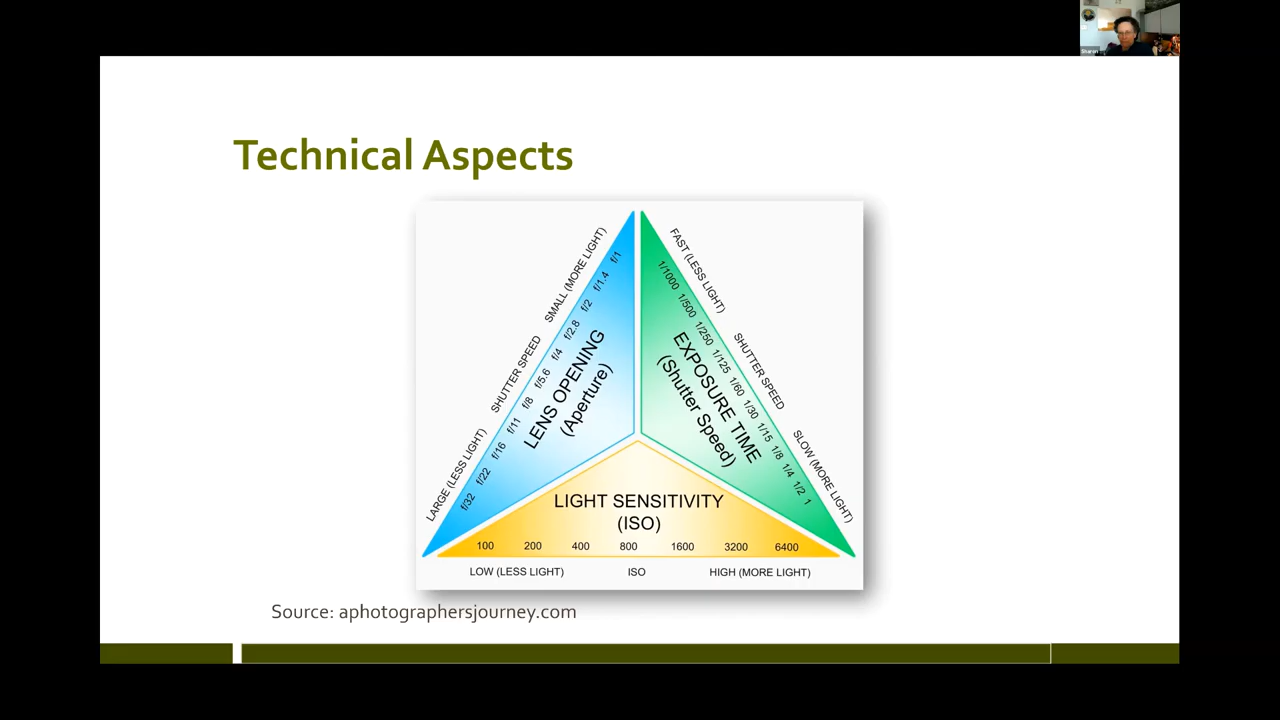 Sharon
Technical Aspects
SMALL (MORE LIGHT)
SHUTTER SPEED
LARGE (LESS LIGHT)
f/1
f/1.4
f/2
f/2.8
f/4
f/5.6
f/8
f/11
f/16
f/22
f/32
LENS OPENING
(Aperture)
FAST (LESS LIGHT)
SHUTTER SPEED
SLOW (MORE LIGHT)
1/1000
1/500
1/250
1/125
1/60
1/30
1/15
1/8
1/4
1/2
1
EXPOSURE TIME
(Shutter Speed)
LIGHT SENSITIVITY
(ISO)
100 200 400 800 1600 3200 6400
LOW (LESS LIGHT) ISO HIGH (MORE LIGHT)
Source: aphotographersjourney.com